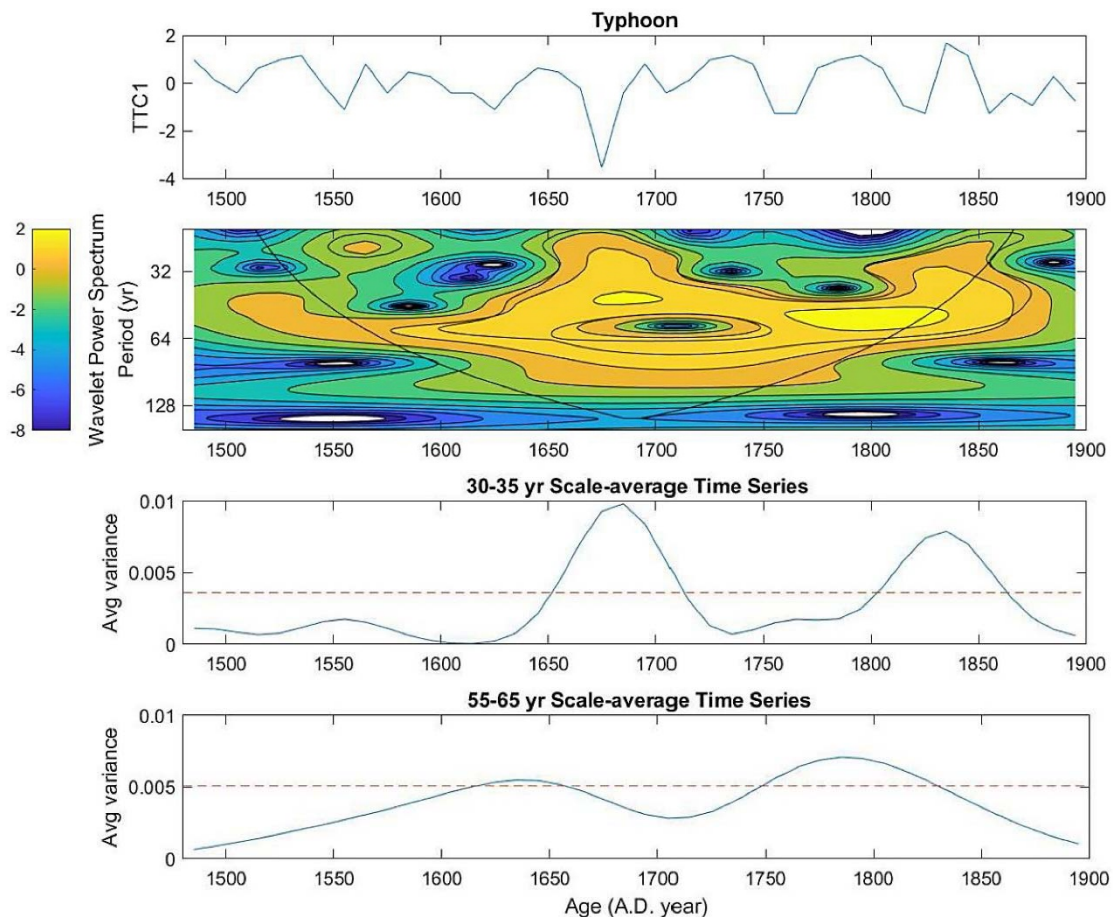 Typhoon
TTC1
2
0
-2
-4
1500 1550 1600 1650 1700 1750 1800 1850 1900
Wavelet Power Spectrum
2
0
-2
-4
-6
-8
Period (yr)
32
64
128
1500 1550 1600 1650 1700 1750 1800 1850 1900
30-35 yr Scale-average Time Series
Avg variance
0.01
0.005
0
1500 1550 1600 1650 1700 1750 1800 1850 1900
55-65 yr Scale-average Time Series
Avg variance
0.01
0.005
0
1500 1550 1600 1650 1700 1750 1800 1850 1900
Age (A.D. year)